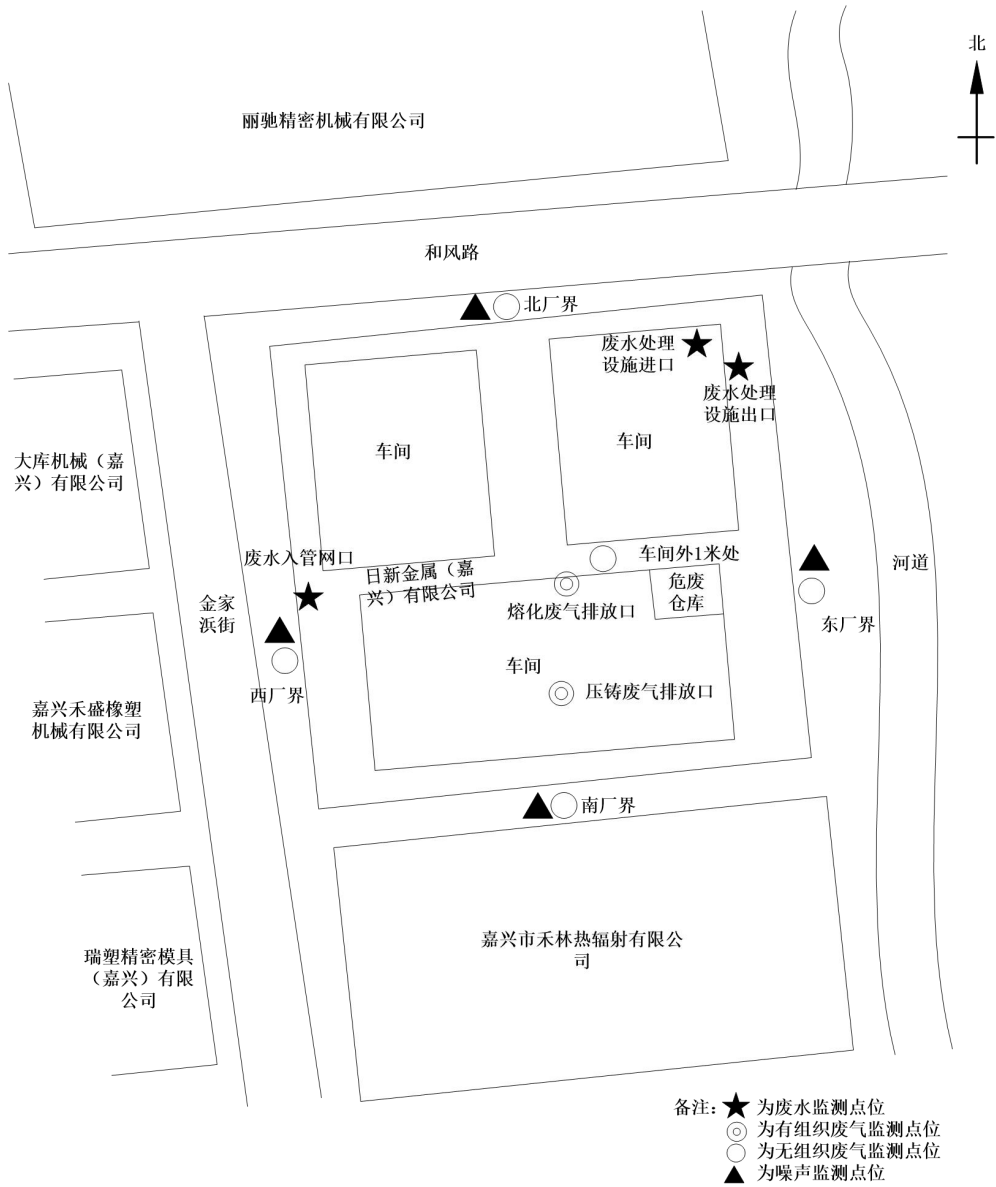 北
丽驰精密机械有限公司
和风路
北厂界
废水处理
设施进口
废水处理
设施出口
车间
车间
大库机械（嘉
兴）有限公司
废水入管网口
车间外1米处
日新金属（嘉
兴）有限公司
危废
仓库
河道
金家
浜街
熔化废气排放口
东厂界
车间
西厂界
压铸废气排放口
嘉兴禾盛橡塑
机械有限公司
南厂界
嘉兴市禾林热辐射有限公
司
瑞塑精密模具
（嘉兴）有限
公司
备注：
为废水监测点位
为有组织废气监测点位
为无组织废气监测点位
为噪声监测点位